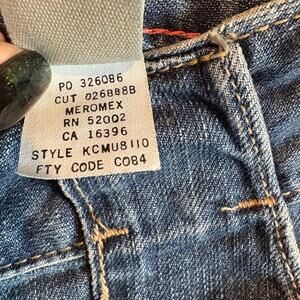 PO 326086
CUT 026888B
MEROMEX
RN 52002
CA 16396
STYLE KCMU8110
FTY CODE C084